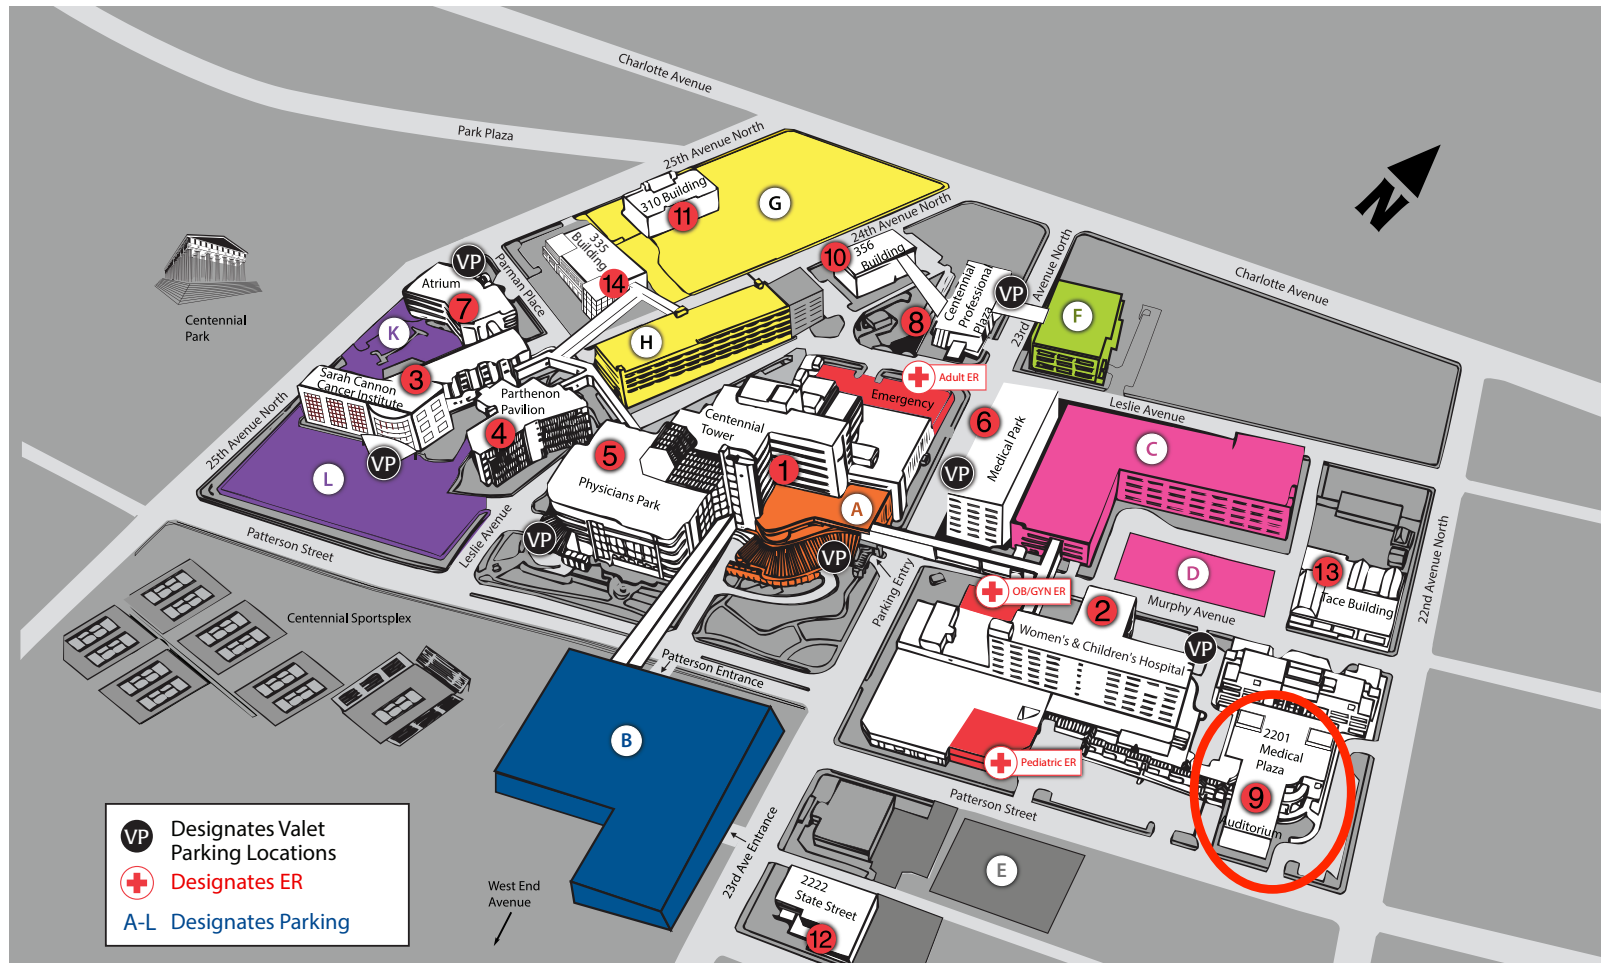 Charlotte Avenue
Park Plaza
25th Avenue North
310 Building
11
G
24th Avenue North
N
335
Building
14
10
356
Building
Centennial
Professional
Plaza
VP
23rd
Avenue North
Charlotte Avenue
VP
Atrium
7
Parman Place
Centennial
Park
K
H
8
F
Adult ER
Emergency
Sarah Cannon
Cancer Institute
3
Parthenon
Pavilion
4
Centennial
Tower
6
Medical Park
Leslie Avenue
C
25th Avenue North
VP
L
5
Physicians Park
1
A
VP
VP
VP
Leslie Avenue
Patterson Street
Parking Entry
D
Murphy Avenue
13
Tace Building
22nd Avenue North
OB/GYN ER
2
Women's & Children's Hospital
VP
Centennial Sportsplex
Patterson Entrance
B
Pediatric ER
2201
Medical
Plaza
9
Auditorium
Patterson Street
23rd Ave Entrance
E
West End
Avenue
2222
State Street
12
VP Designates Valet
Parking Locations
Designates ER
A-L Designates Parking